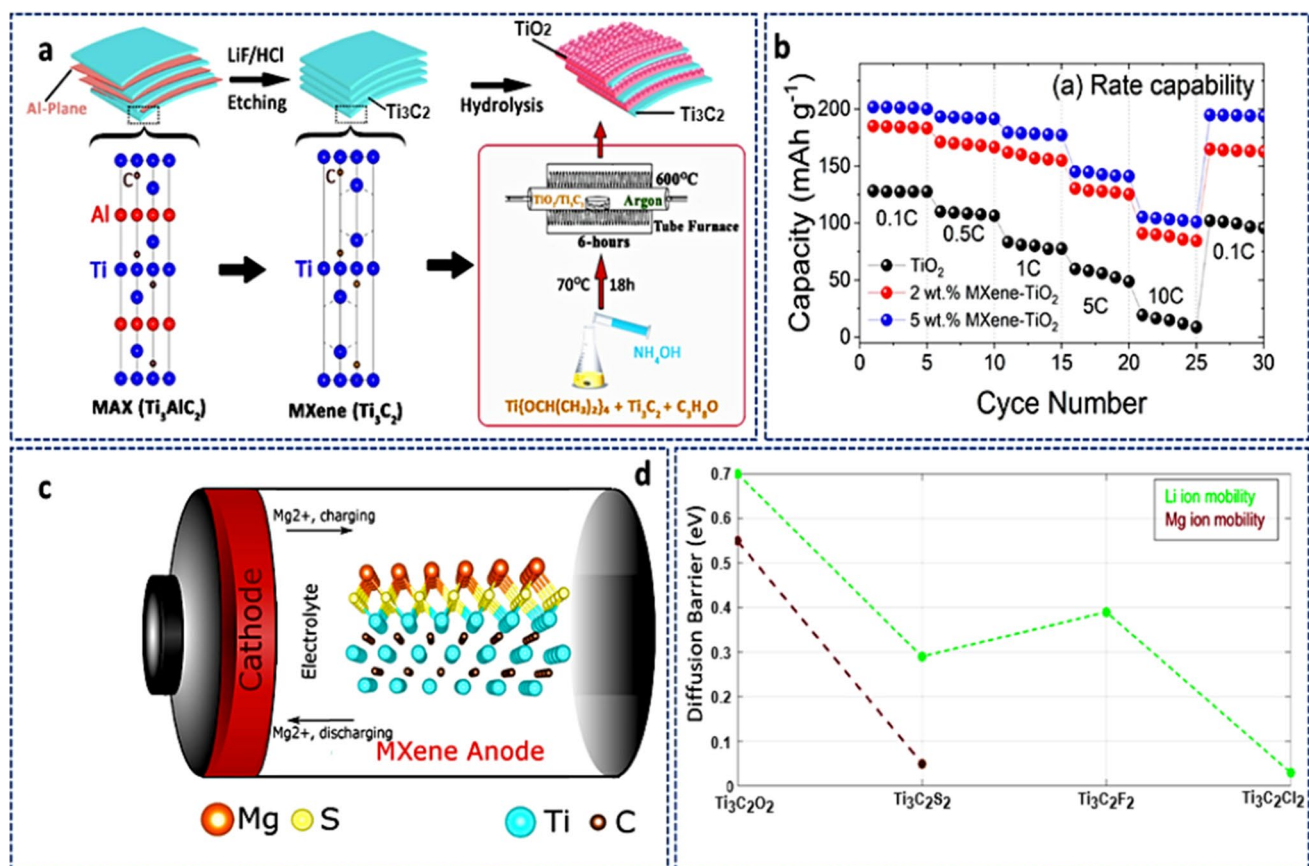 a
LiF/HCl
Etching
Hydrolysis
TiO2
Al-Plane
Ti3C2
Ti3C2
C
Al
Ti
C
Ti
MAX (Ti3AlC2)
MXene (Ti3C2)
600°C
TiO2/Ti3C2
Argon
Tube Furnace
6-hours
70°C 18h
NH4OH
Ti{OCH(CH3)2}4 + Ti3C2 + C3H8O
b
(a) Rate capability
Capacity (mAh g-1)
200
150
100
50
0
0.1C
0.5C
1C
5C
10C
0.1C
TiO2
2 wt.% MXene-TiO2
5 wt.% MXene-TiO2
0 5 10 15 20 25 30
Cyce Number
c
Cathode
Mg2+, charging
Electrolyte
Mg2+, discharging
MXene Anode
Mg S Ti C
d
Diffusion Barrier (eV)
0.7
0.6
0.5
0.4
0.3
0.2
0.1
0
Li ion mobility
Mg ion mobility
Ti3C2O2 Ti3C2S2 Ti3C2F2 Ti3C2Cl2